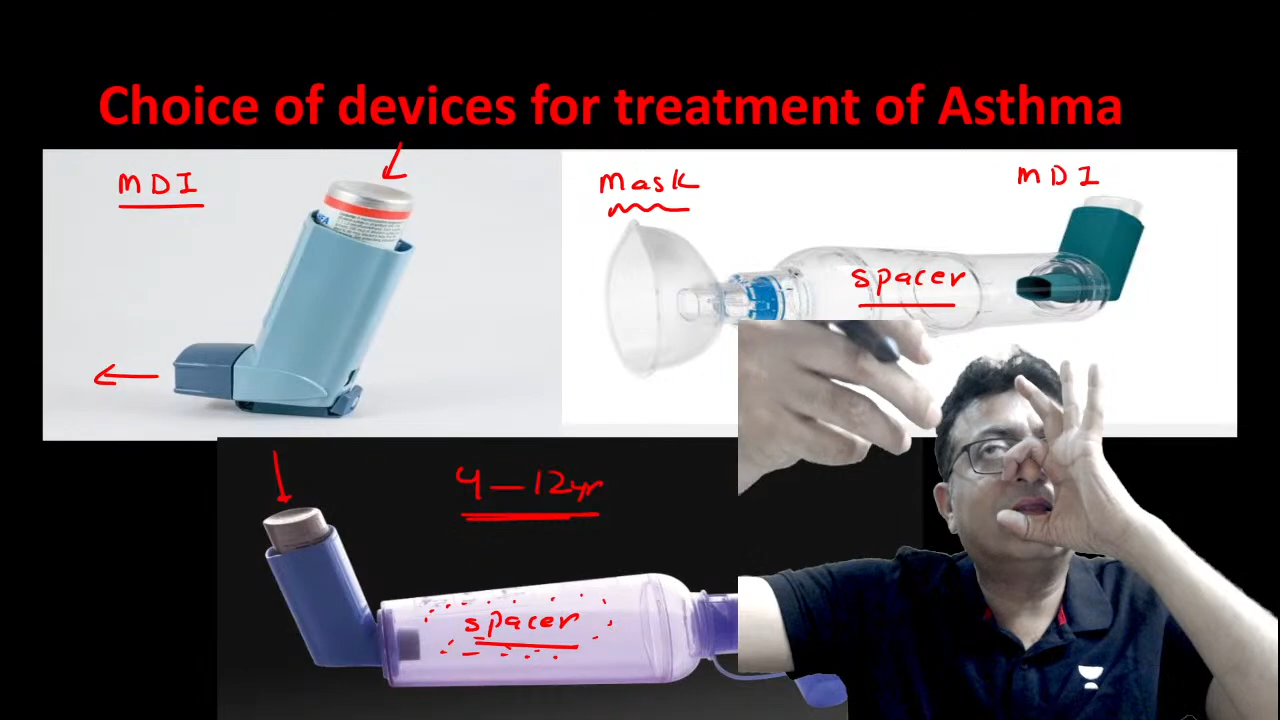 Choice of devices for treatment of Asthma
MDI
Mask
MDI
spacer
4-12yr
spacer